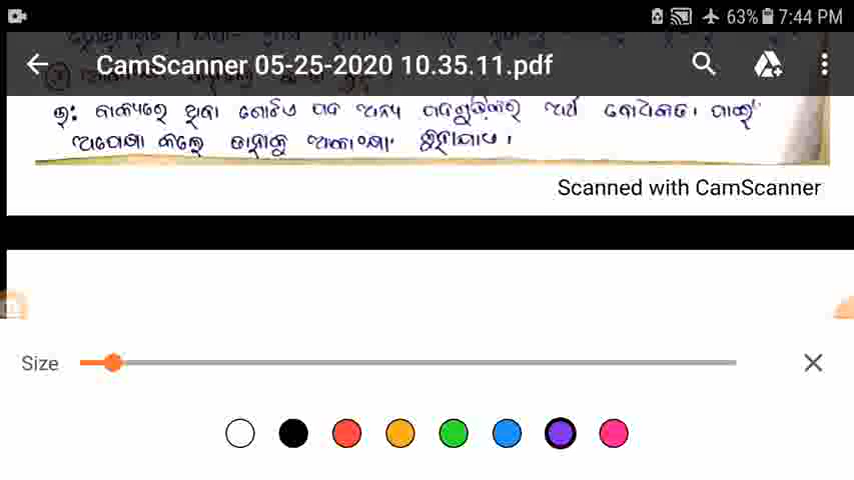 63% 7:44 PM
CamScanner 05-25-2020 10.35.11.pdf
ଉ: ବାକ୍ୟରେ ଥିବା ଗୋଟିଏ ପଦ ଅନ୍ୟ ପଦଗୁଡ଼ିକର ଅର୍ଥ ବୋଧକତା ପାଇଁ
ଅପେକ୍ଷା କଲେ ତାହାକୁ ଆକାଂକ୍ଷା କୁହାଯାଏ ।
Scanned with CamScanner
Size